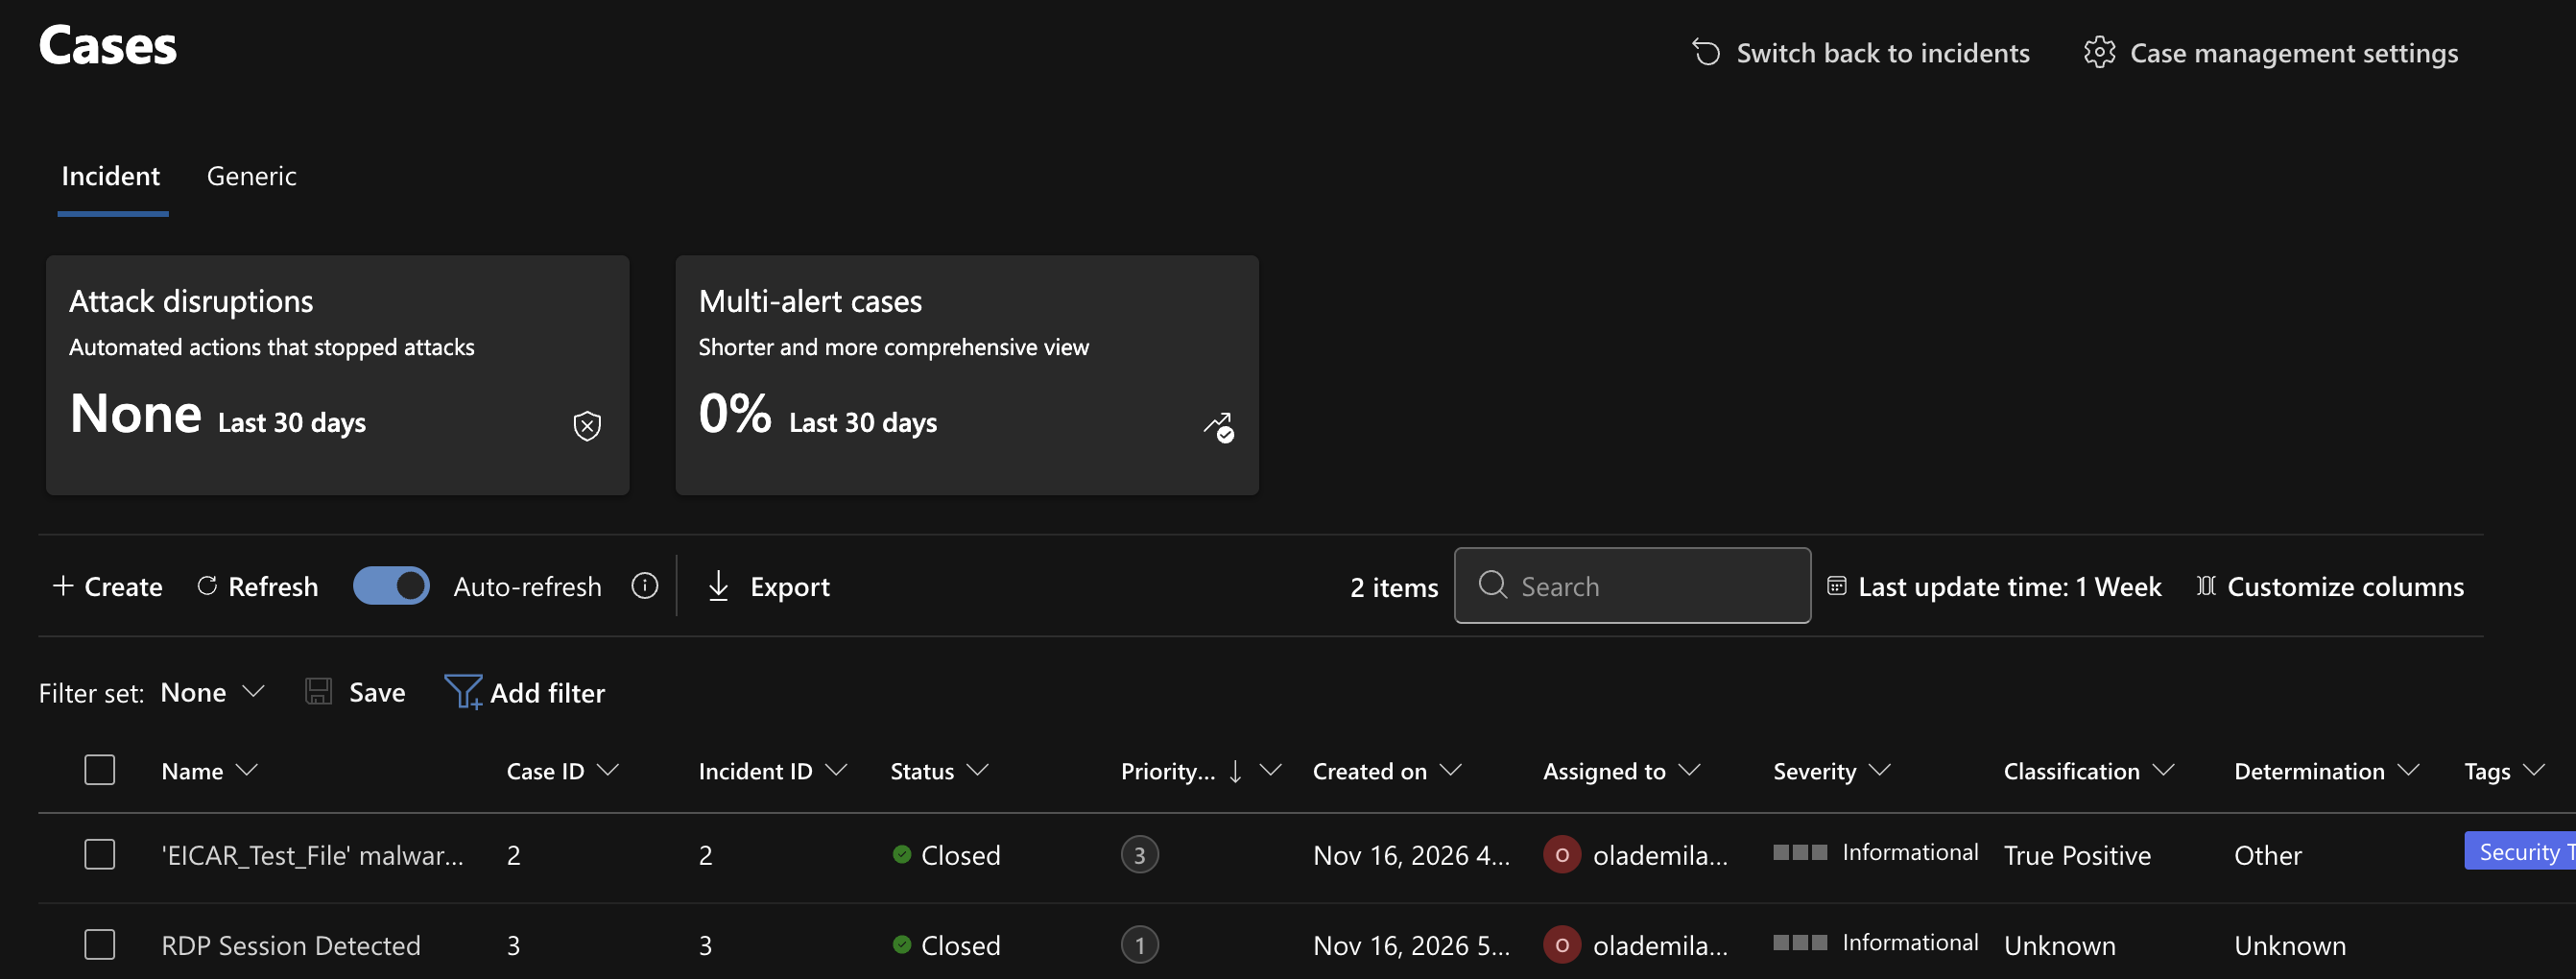 Cases
Switch back to incidents Case management settings
Incident Generic
Attack disruptions
Automated actions that stopped attacks
None Last 30 days
Multi-alert cases
Shorter and more comprehensive view
0% Last 30 days
Create Refresh Auto-refresh Export 2 items Search Last update time: 1 Week Customize columns
Filter set: None Save Add filter
Name Case ID Incident ID Status Priority... Created on Assigned to Severity Classification Determination Tags
'EICAR_Test_File' malwar... 2 2 Closed 3 Nov 16, 2026 4... O olademila... Informational True Positive Other Security T
RDP Session Detected 3 3 Closed 1 Nov 16, 2026 5... O olademila... Informational Unknown Unknown